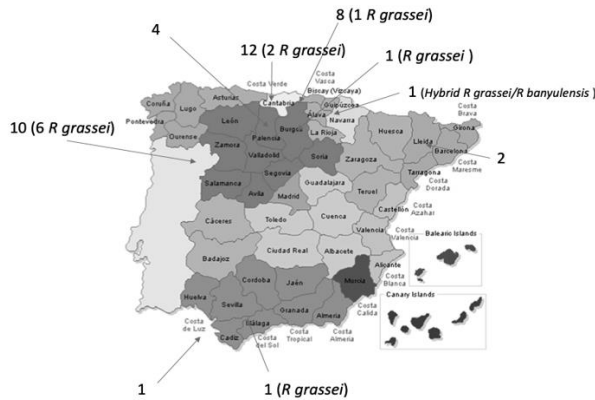 8 (1 R grassei)
4
12 (2 R grassei)
1 (R grassei )
1 (Hybrid R grassei/R banyulensis )
10 (6 R grassei)
2
1
1 (R grassei)
Costa Verde
Costa Vasca
Biscay (Vizcaya)
Coruña
Lugo
Asturias
Cantabria
Guipúzcoa
Álava
Navarra
Pontevedra
Ourense
León
Palencia
Burgos
La Rioja
Huesca
Lleida
Girona
Costa Brava
Barcelona
Costa Maresme
Zamora
Valladolid
Soria
Zaragoza
Tarragona
Costa Dorada
Salamanca
Segovia
Avila
Guadalajara
Madrid
Teruel
Castellón
Costa Azahar
Cáceres
Toledo
Cuenca
Valencia
Costa Valencia
Balearic Islands
Badajoz
Ciudad Real
Albacete
Alicante
Costa Blanca
Canary Islands
Cordoba
Jaén
Murcia
Costa Calida
Huelva
Sevilla
Granada
Almeria
Costa de Luz
Cadiz
Málaga
Costa del Sol
Costa Tropical
Costa Almeria